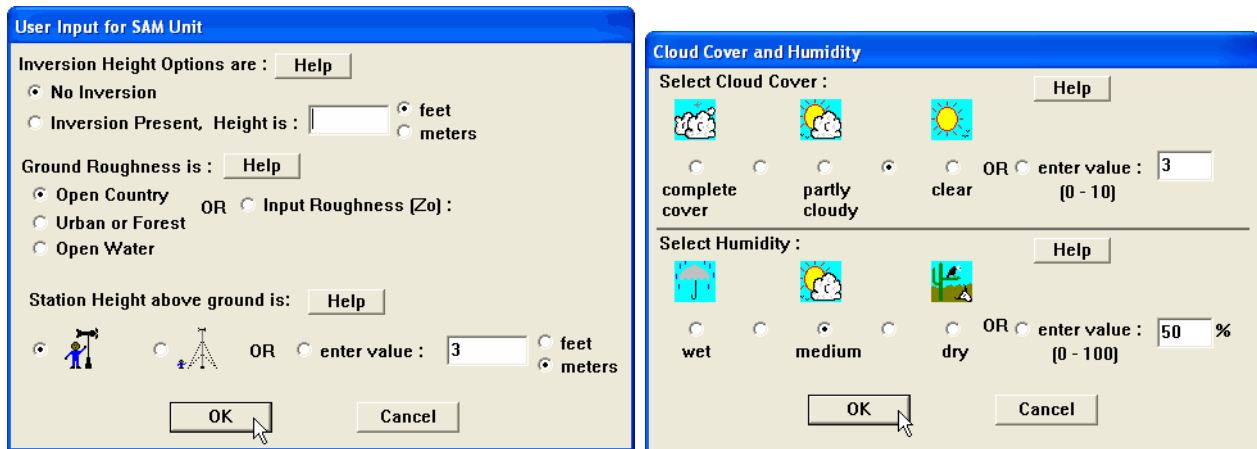 User Input for SAM Unit
Inversion Height Options are : Help
No Inversion
Inversion Present, Height is : feet
meters
Ground Roughness is : Help
Open Country
OR Input Roughness (Zo) :
Urban or Forest
Open Water
Station Height above ground is: Help
OR enter value : 3 feet
meters
OK Cancel
Cloud Cover and Humidity
Select Cloud Cover : Help
OR enter value : 3
complete partly clear (0 - 10)
cover cloudy
Select Humidity : Help
OR enter value : 50 %
wet medium dry (0 - 100)
OK Cancel